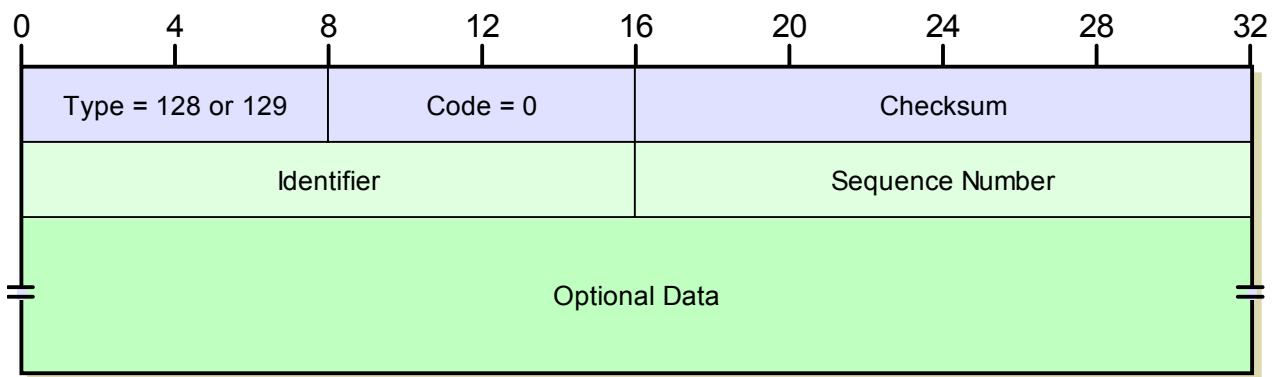 0 4 8 12 16 20 24 28 32
Type = 128 or 129 Code = 0 Checksum
Identifier Sequence Number
Optional Data